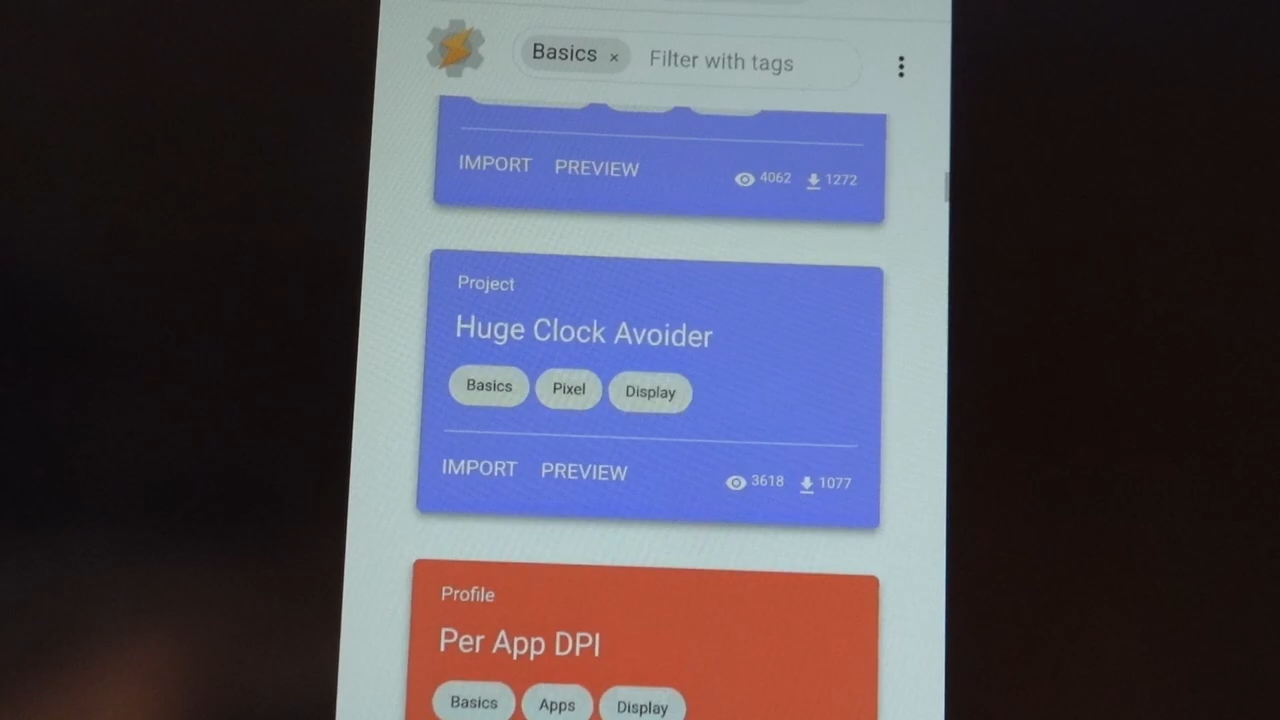 Basics × Filter with tags
IMPORT PREVIEW 4062 1272
Project
Huge Clock Avoider
Basics Pixel Display
IMPORT PREVIEW 3618 1077
Profile
Per App DPI
Basics Apps Display